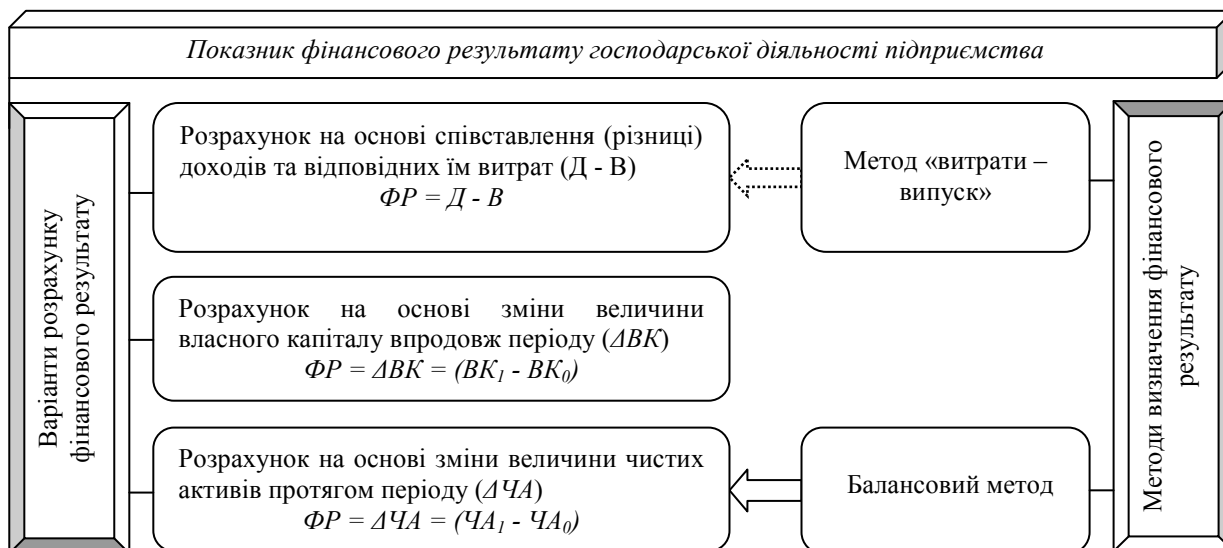 Показник фінансового результату господарської діяльності підприємства
Варіанти розрахунку
фінансового результату
Розрахунок на основі співставлення (різниці)
доходів та відповідних їм витрат (Д - В)
ФР = Д - В
Розрахунок на основі зміни величини
власного капіталу впродовж періоду (ΔВК)
ФР = ΔВК = (ВК₁ - ВК₀)
Розрахунок на основі зміни величини чистих
активів протягом періоду (ΔЧА)
ФР = ΔЧА = (ЧА₁ - ЧА₀)
Метод «витрати –
випуск»
Балансовий метод
Методи визначення фінансового
результату